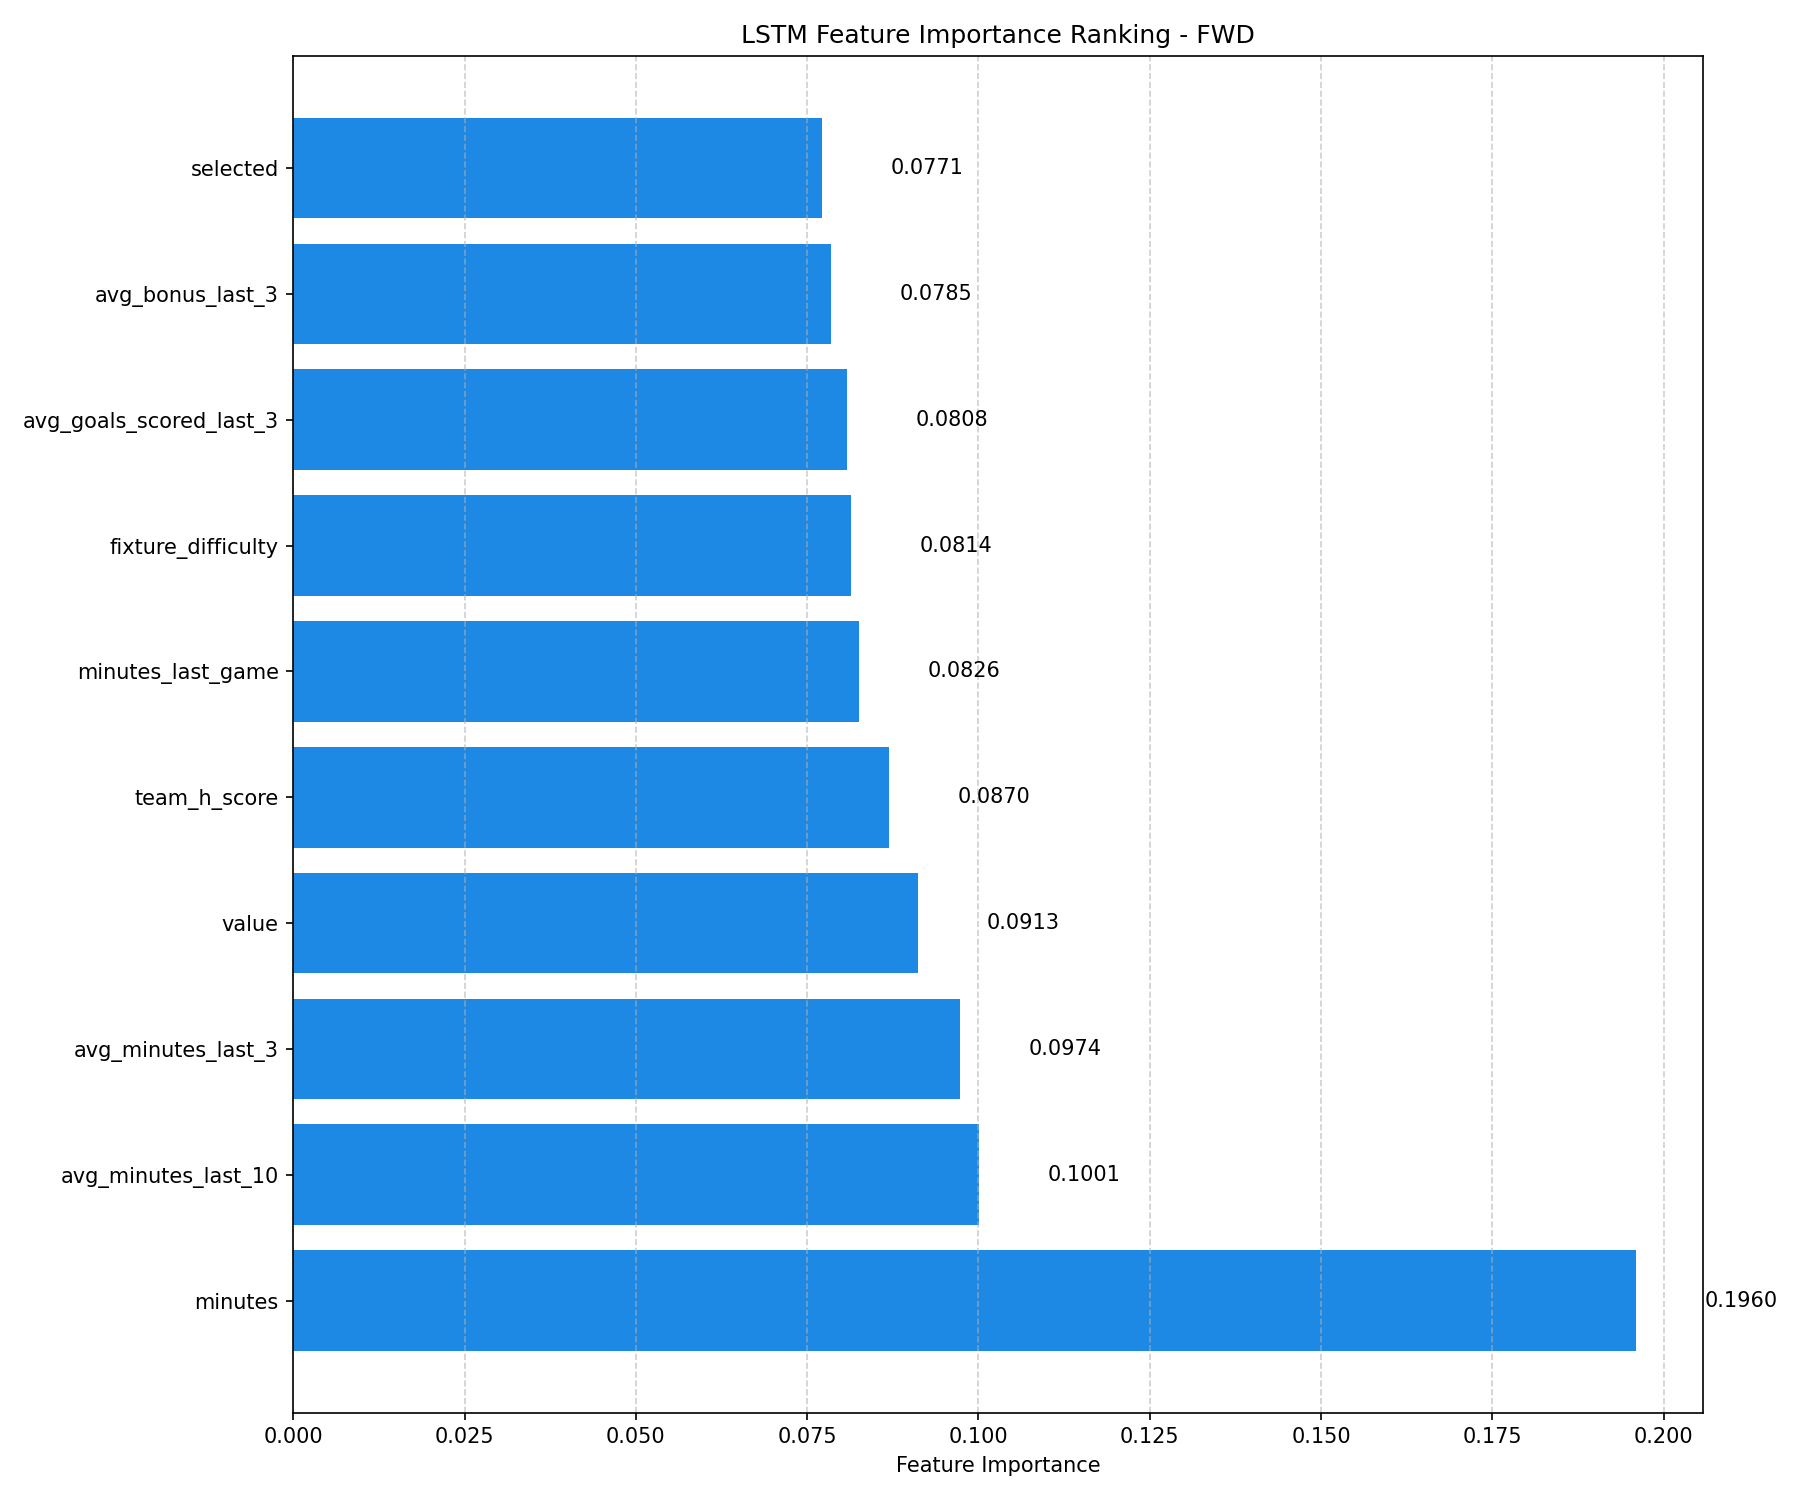 LSTM Feature Importance Ranking - FWD
selected 0.0771
avg_bonus_last_3 0.0785
avg_goals_scored_last_3 0.0808
fixture_difficulty 0.0814
minutes_last_game 0.0826
team_h_score 0.0870
value 0.0913
avg_minutes_last_3 0.0974
avg_minutes_last_10 0.1001
minutes 0.1960
0.000 0.025 0.050 0.075 0.100 0.125 0.150 0.175 0.200
Feature Importance